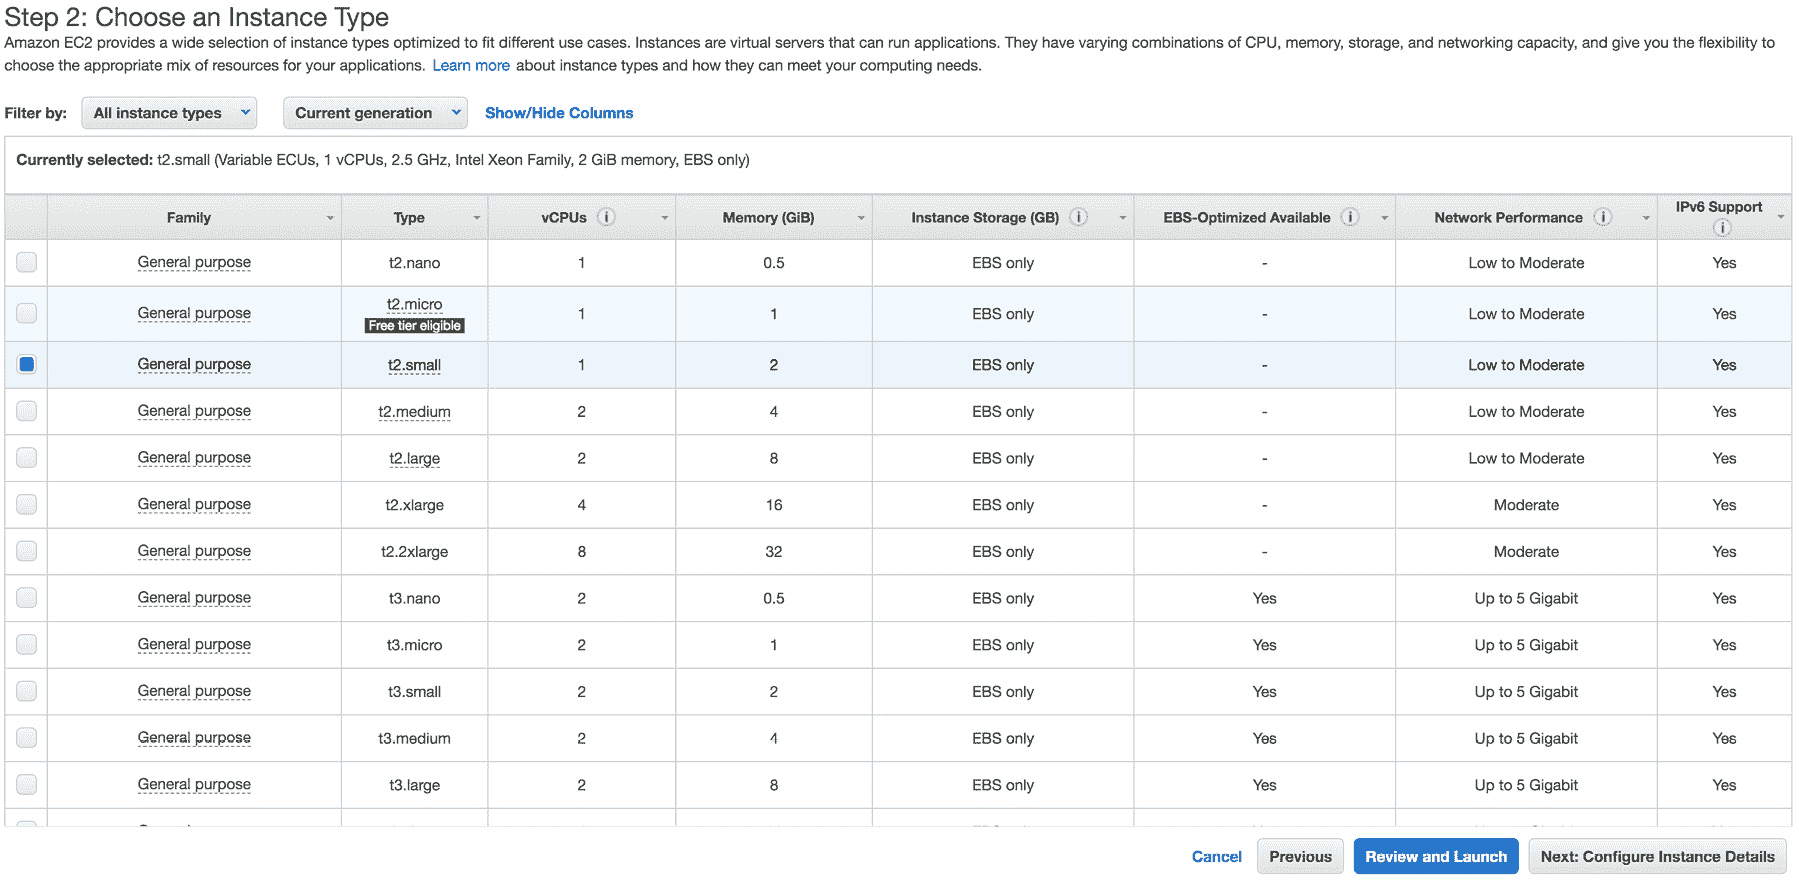 Step 2: Choose an Instance Type
Amazon EC2 provides a wide selection of instance types optimized to fit different use cases. Instances are virtual servers that can run applications. They have varying combinations of CPU, memory, storage, and networking capacity, and give you the flexibility to
choose the appropriate mix of resources for your applications. Learn more about instance types and how they can meet your computing needs.
Filter by: All instance types Current generation Show/Hide Columns
Currently selected: t2.small (Variable ECUs, 1 vCPUs, 2.5 GHz, Intel Xeon Family, 2 GiB memory, EBS only)
Family Type vCPUs Memory (GiB) Instance Storage (GB) EBS-Optimized Available Network Performance IPv6 Support
General purpose t2.nano 1 0.5 EBS only - Low to Moderate Yes
General purpose t2.micro Free tier eligible 1 1 EBS only - Low to Moderate Yes
General purpose t2.small 1 2 EBS only - Low to Moderate Yes
General purpose t2.medium 2 4 EBS only - Low to Moderate Yes
General purpose t2.large 2 8 EBS only - Low to Moderate Yes
General purpose t2.xlarge 4 16 EBS only - Moderate Yes
General purpose t2.2xlarge 8 32 EBS only - Moderate Yes
General purpose t3.nano 2 0.5 EBS only Yes Up to 5 Gigabit Yes
General purpose t3.micro 2 1 EBS only Yes Up to 5 Gigabit Yes
General purpose t3.small 2 2 EBS only Yes Up to 5 Gigabit Yes
General purpose t3.medium 2 4 EBS only Yes Up to 5 Gigabit Yes
General purpose t3.large 2 8 EBS only Yes Up to 5 Gigabit Yes
Cancel Previous Review and Launch Next: Configure Instance Details